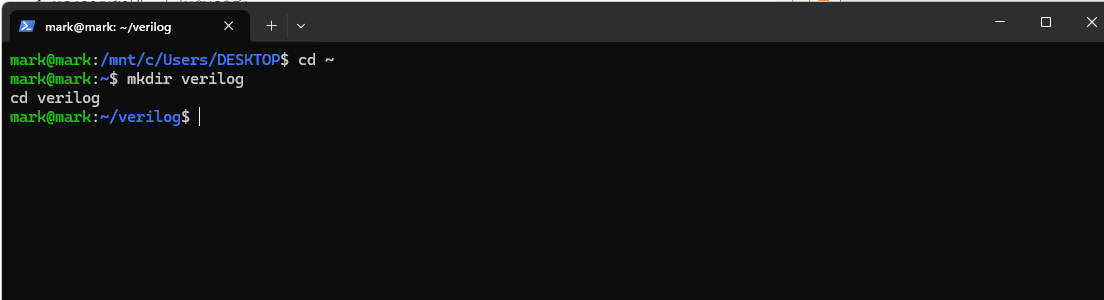 mark@mark: ~/verilog
mark@mark:/mnt/c/Users/DESKTOP$ cd ~
mark@mark:~$ mkdir verilog
cd verilog
mark@mark:~/verilog$